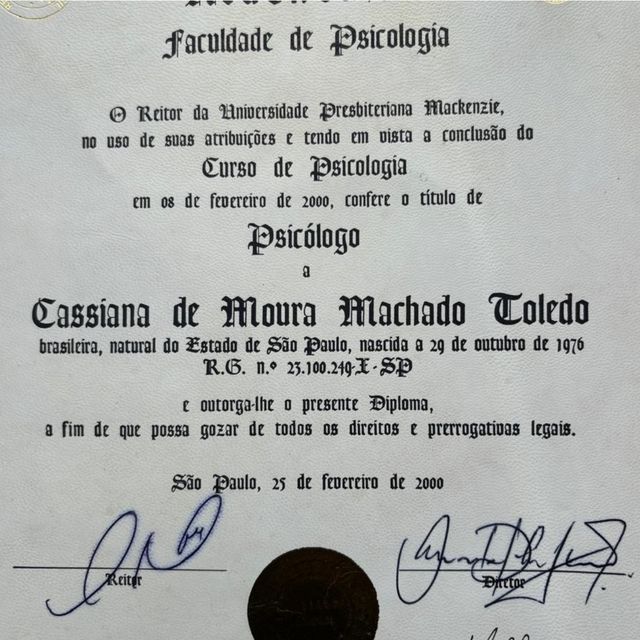 Faculdade de Psicologia
O Reitor da Universidade Presbiteriana Mackenzie,
no uso de suas atribuições e tendo em vista a conclusão do
Curso de Psicologia
em 08 de fevereiro de 2000, confere o título de
Psicólogo
a
Cassiana de Moura Machado Toledo
brasileira, natural do Estado de São Paulo, nascida a 29 de outubro de 1976
R.G. n.º 23.100.249-X-SP
e outorga-lhe o presente Diploma,
a fim de que possa gozar de todos os direitos e prerrogativas legais.
São Paulo, 25 de fevereiro de 2000
Reitor
Diretor